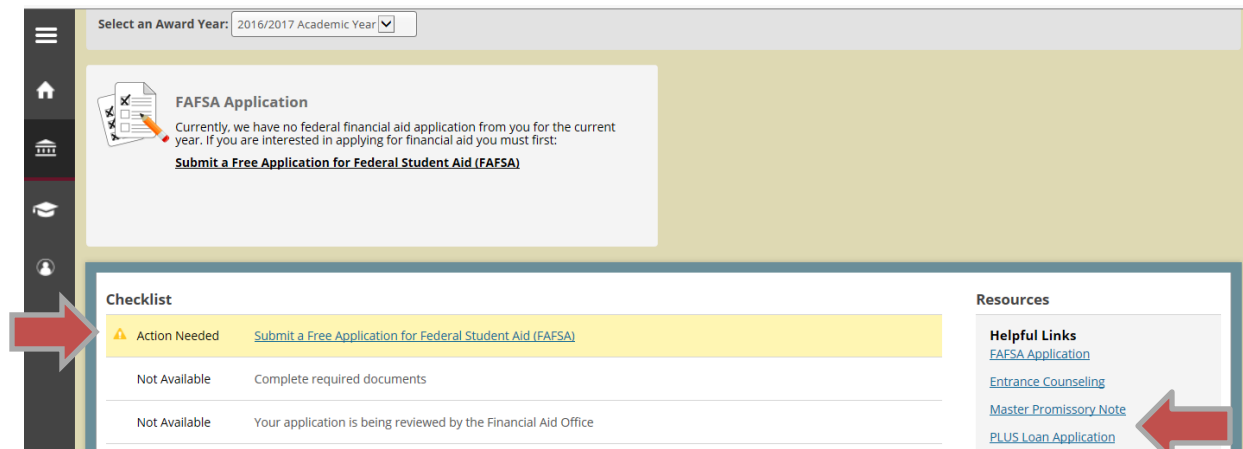 Select an Award Year: 2016/2017 Academic Year
FAFSA Application
Currently, we have no federal financial aid application from you for the current
year. If you are interested in applying for financial aid you must first:
Submit a Free Application for Federal Student Aid (FAFSA)
Checklist
Action Needed Submit a Free Application for Federal Student Aid (FAFSA)
Not Available Complete required documents
Not Available Your application is being reviewed by the Financial Aid Office
Resources
Helpful Links
FAFSA Application
Entrance Counseling
Master Promissory Note
PLUS Loan Application